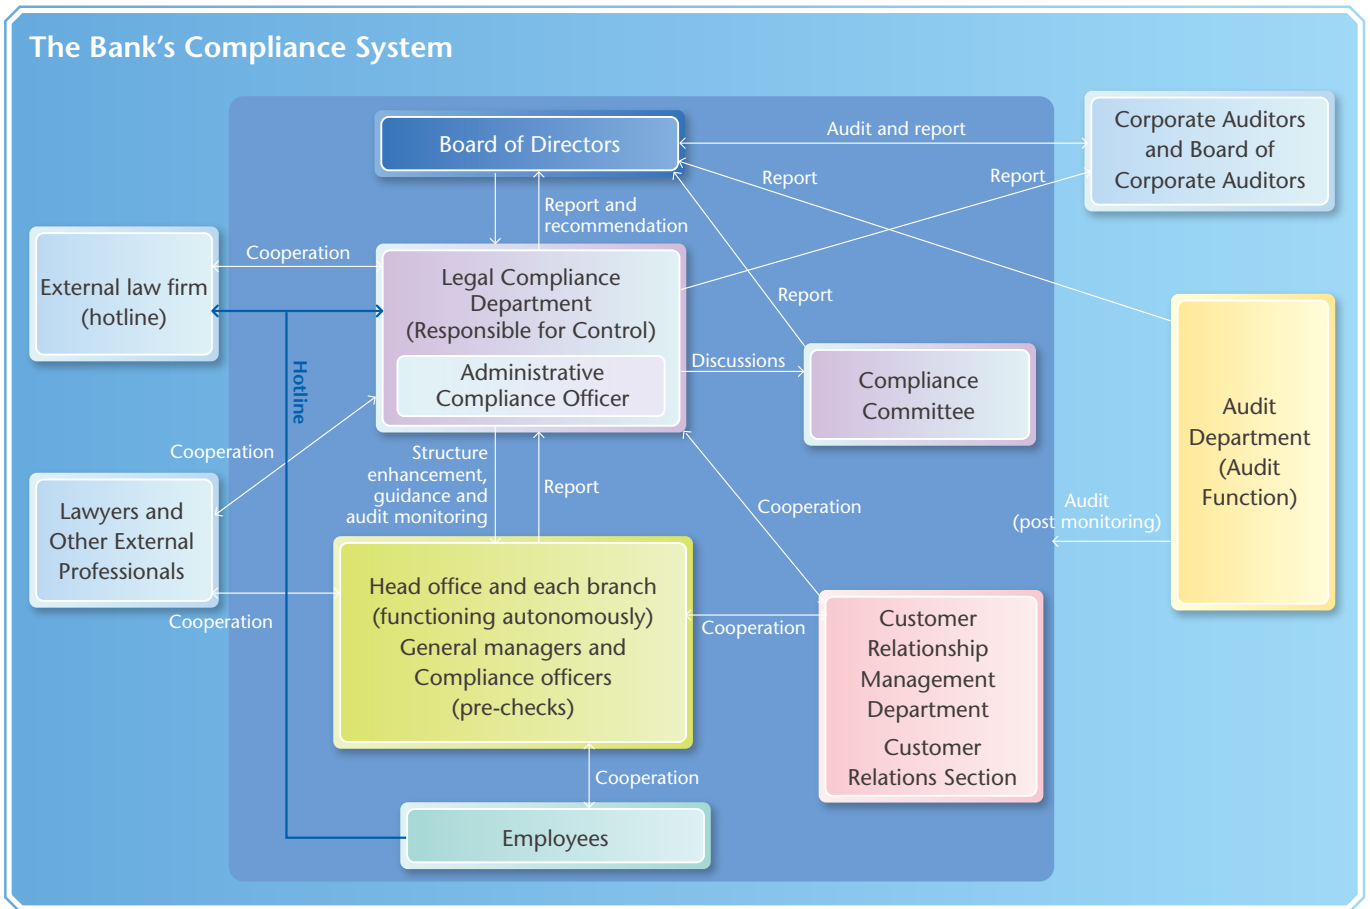 The Bank’s Compliance System
Board of Directors
Audit and report
Corporate Auditors
and Board of
Corporate Auditors
Report
Report
Report and
recommendation
External law firm
(hotline)
Cooperation
Legal Compliance
Department
(Responsible for Control)
Administrative
Compliance Officer
Report
Discussions
Compliance
Committee
Hotline
Audit
Department
(Audit
Function)
Cooperation
Structure
enhancement,
guidance and
audit monitoring
Report
Cooperation
Audit
(post monitoring)
Lawyers and
Other External
Professionals
Cooperation
Head office and each branch
(functioning autonomously)
General managers and
Compliance officers
(pre-checks)
Cooperation
Customer
Relationship
Management
Department
Customer
Relations Section
Cooperation
Employees